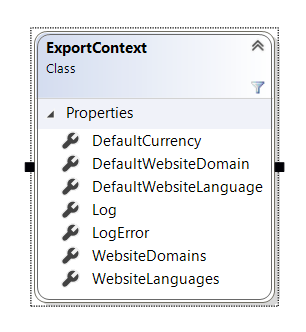 ExportContext
Class
Properties
DefaultCurrency
DefaultWebsiteDomain
DefaultWebsiteLanguage
Log
LogError
WebsiteDomains
WebsiteLanguages